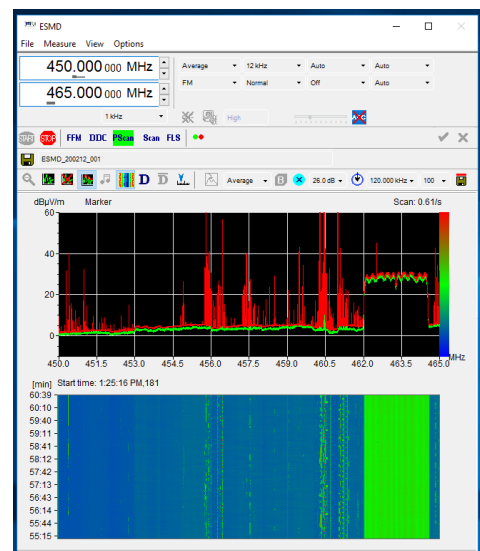 ESMD
File Measure View Options
450.000 000 MHz Average 12 kHz Auto Auto
465.000 000 MHz FM Normal Off Auto
1 kHz High AFC
START STOP FFM DDC PScan Scan FLS
ESMD_200212_001
D D Average B 26.0 dB 120.000 kHz 100
dBµV/m Marker Scan: 0.61/s
60
40
20
0
450.0 451.5 453.0 454.5 456.0 457.5 459.0 460.5 462.0 463.5 465.0 MHz
[min] Start time: 1:25:16 PM,181
60:39
60:10
59:40
59:11
58:41
58:12
57:42
57:13
56:43
56:14
55:44
55:15